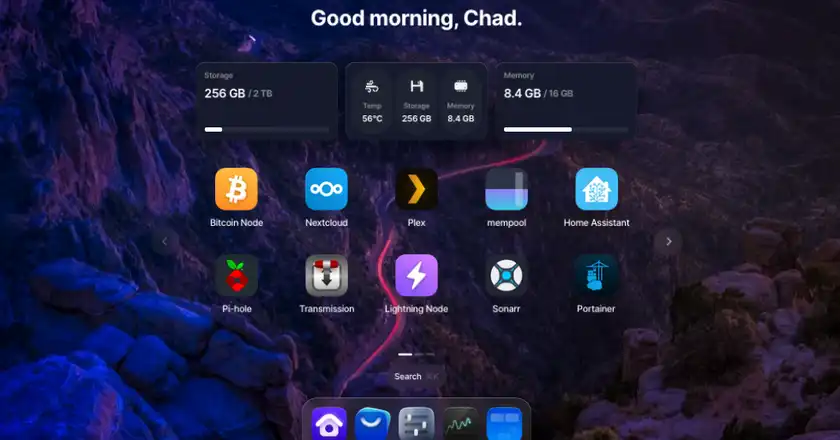 Good morning, Chad.
Storage
256 GB / 2 TB
Temp
56°C
Storage
256 GB
Memory
8.4 GB
Memory
8.4 GB / 16 GB
Bitcoin Node
Nextcloud
Plex
mempool
Home Assistant
Pi-hole
Transmission
Lightning Node
Sonarr
Portainer
Search ⌘K